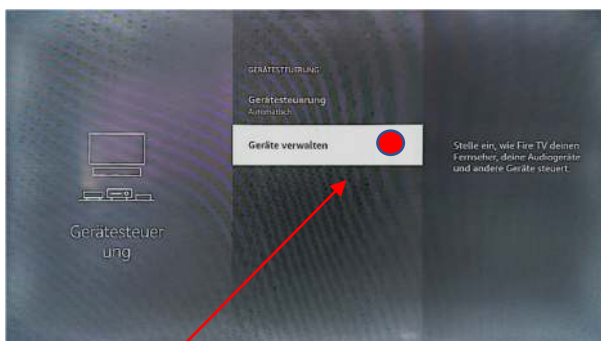 GERÄTESTEUERUNG
Gerätesteuerung
Automatisch
Geräte verwalten
Stelle ein, wie Fire TV deinen
Fernseher, deine Audiogeräte
und andere Geräte steuert.
Gerätesteuer
ung